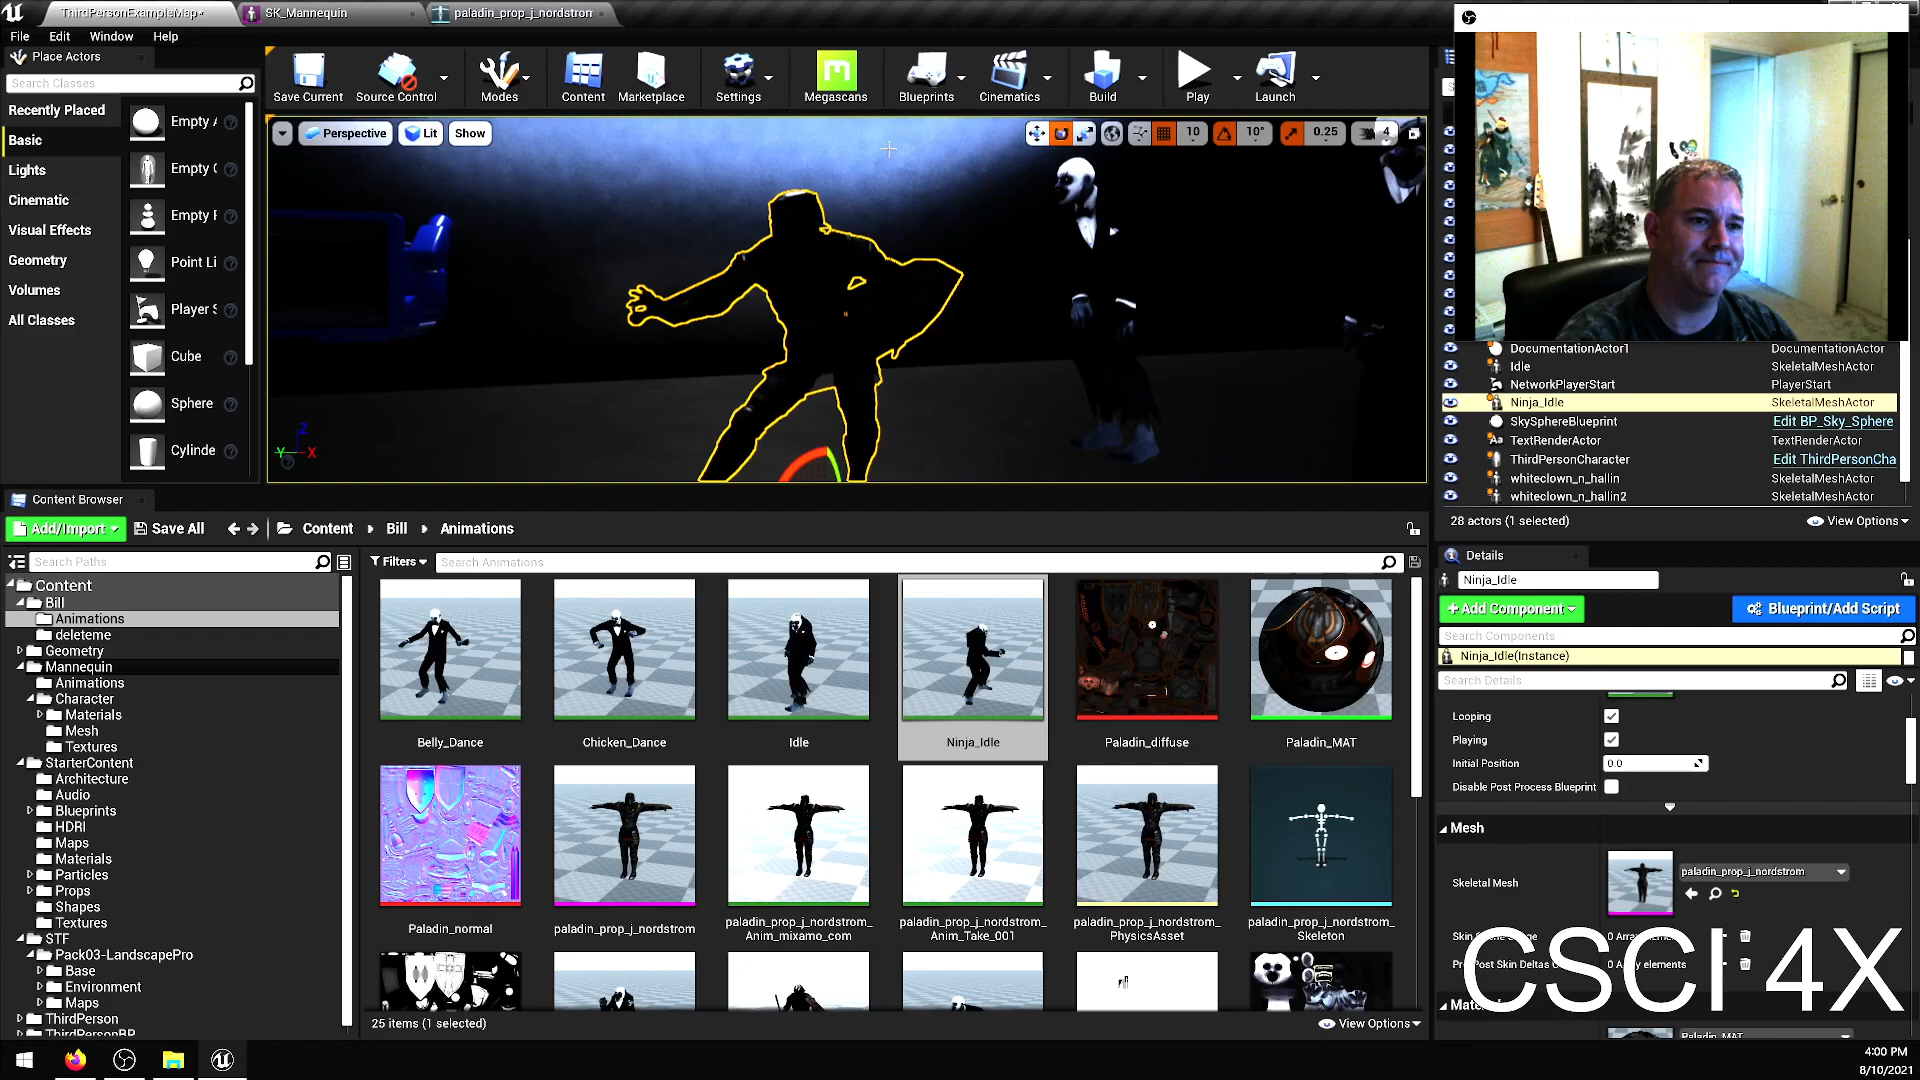 ThirdPersonExampleMap*
SK_Mannequin
paladin_prop_j_nordstrom
File
Edit
Window
Help
Place Actors
Search Classes
Recently Placed
Basic
Lights
Cinematic
Visual Effects
Geometry
Volumes
All Classes
Empty A
Empty C
Empty P
Point Li
Player S
Cube
Sphere
Cylinde
Save Current
Source Control
Modes
Content
Marketplace
Settings
Megascans
Blueprints
Cinematics
Build
Play
Launch
Perspective
Lit
Show
10
10°
0.25
4
Z
Y
X
DocumentationActor1 DocumentationActor
Idle SkeletalMeshActor
NetworkPlayerStart PlayerStart
Ninja_Idle SkeletalMeshActor
SkySphereBlueprint Edit BP_Sky_Sphere
TextRenderActor TextRenderActor
ThirdPersonCharacter Edit ThirdPersonCha
whiteclown_n_hallin SkeletalMeshActor
whiteclown_n_hallin2 SkeletalMeshActor
28 actors (1 selected)
View Options
Content Browser
Add/Import
Save All
Content
Bill
Animations
Search Paths
Filters
Search Animations
Content
Bill
Animations
deleteme
Geometry
Mannequin
Animations
Character
Materials
Mesh
Textures
StarterContent
Architecture
Audio
Blueprints
HDRI
Maps
Materials
Particles
Props
Shapes
Textures
STF
Pack03-LandscapePro
Base
Environment
Maps
ThirdPerson
ThirdPersonBP
Belly_Dance
Chicken_Dance
Idle
Ninja_Idle
Paladin_diffuse
Paladin_MAT
Paladin_normal
paladin_prop_j_nordstrom
paladin_prop_j_nordstrom_
Anim_mixamo_com
paladin_prop_j_nordstrom_
Anim_Take_001
paladin_prop_j_nordstrom_
PhysicsAsset
paladin_prop_j_nordstrom_
Skeleton
25 items (1 selected)
View Options
Details
Ninja_Idle
Add Component
Blueprint/Add Script
Search Components
Ninja_Idle(Instance)
Search Details
Looping
Playing
Initial Position
0.0
Disable Post Process Blueprint
Mesh
Skeletal Mesh
paladin_prop_j_nordstrom
0 Array elements
0 Array elements
Paladin_MAT
CSCI 4X
4:00 PM
8/10/2021